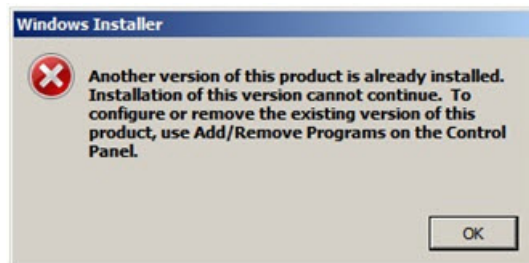 Windows Installer
Another version of this product is already installed.
Installation of this version cannot continue. To
configure or remove the existing version of this
product, use Add/Remove Programs on the Control
Panel.
OK